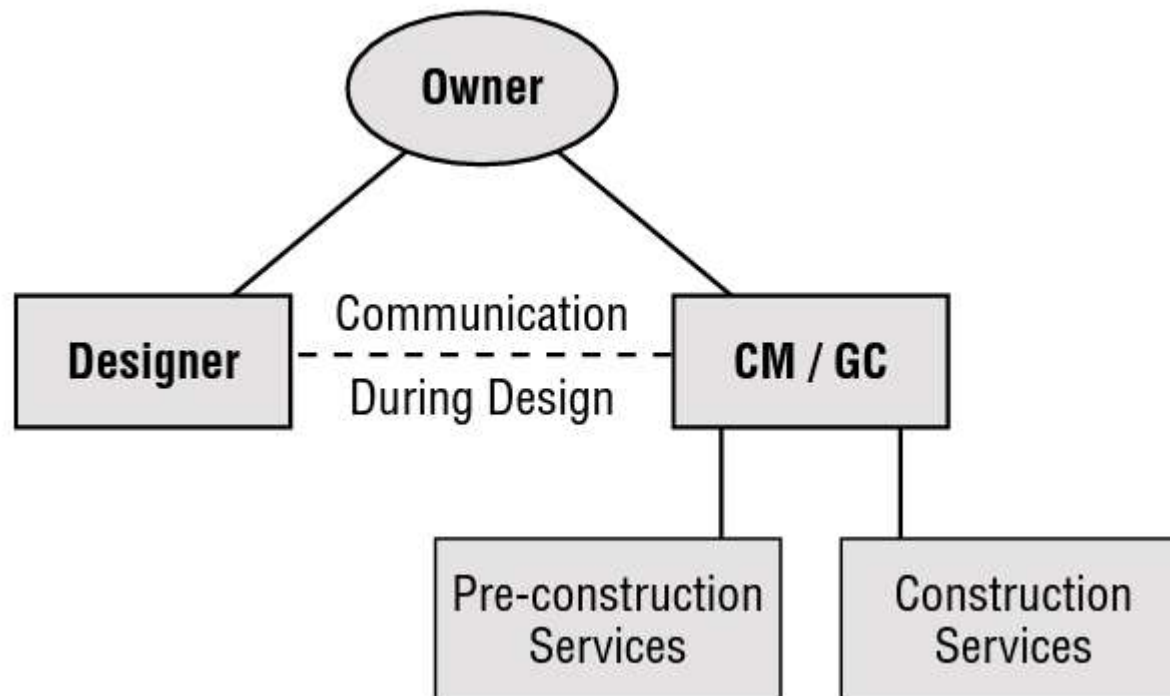 Owner
Designer
Communication
During Design
CM / GC
Pre-construction
Services
Construction
Services